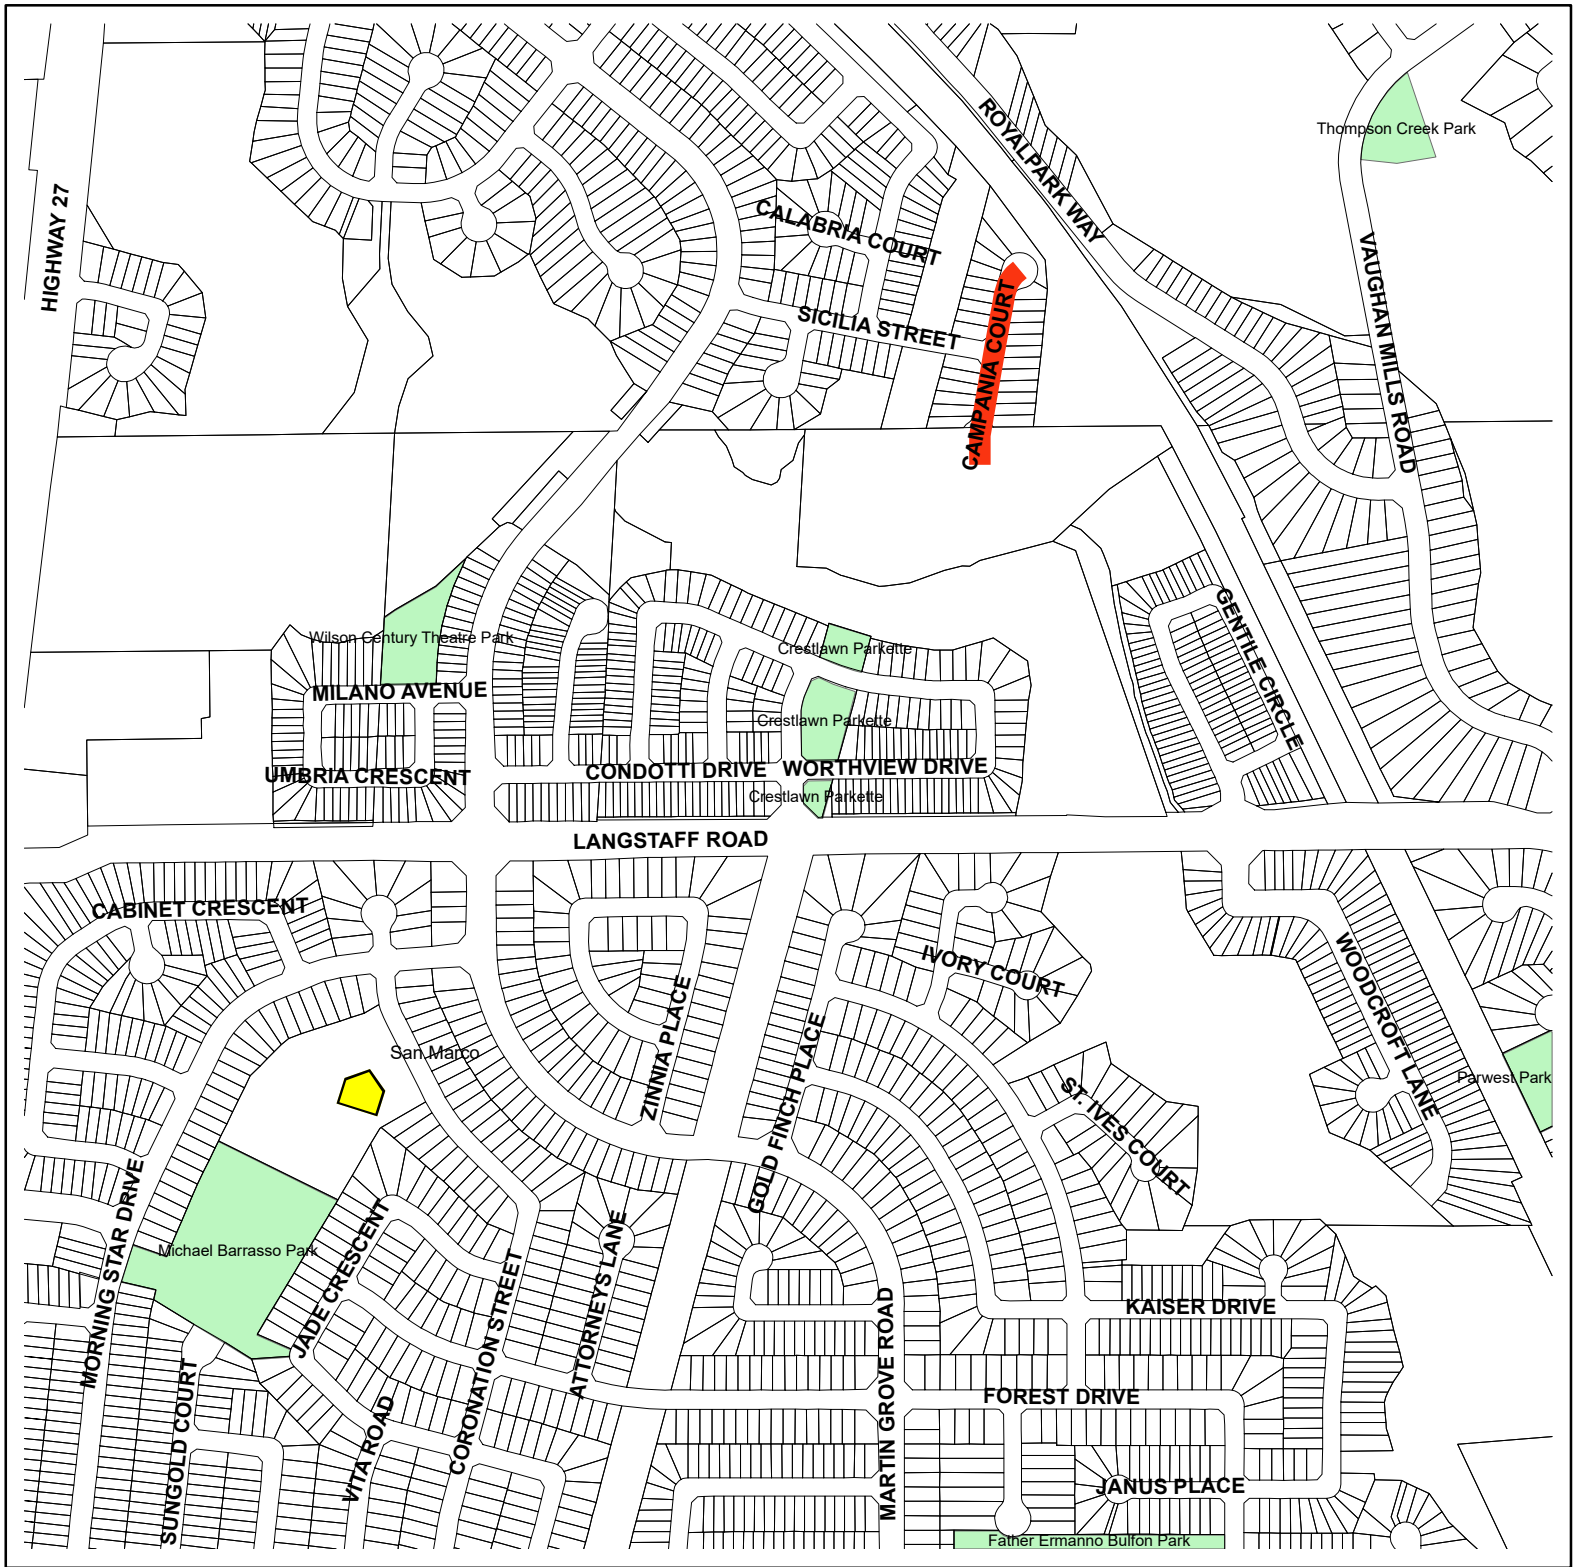 Thompson Creek Park
ROYALPARK WAY
HIGHWAY 27
CALABRIA COURT
VAUGHAN MILLS ROAD
SICILIA STREET
CAMPANIA COURT
Wilson Century Theatre Park
GENTILE CIRCLE
Crestlawn Parkette
MILANO AVENUE
Crestlawn Parkette
UMBRIA CRESCENT
CONDOTTI DRIVE
WORTHVIEW DRIVE
Crestlawn Parkette
LANGSTAFF ROAD
CABINET CRESCENT
IVORY COURT
WOODCROFT LANE
ZINNIA PLACE
San Marco
GOLD FINCH PLACE
Parwest Park
ST. IVES COURT
MORNING STAR DRIVE
Michael Barrasso Park
JADE CRESCENT
CORONATION STREET
ATTORNEYS LANE
KAISER DRIVE
MARTIN GROVE ROAD
FOREST DRIVE
SUNGOLD COURT
VITA ROAD
JANUS PLACE
Father Ermanno Bulfon Park